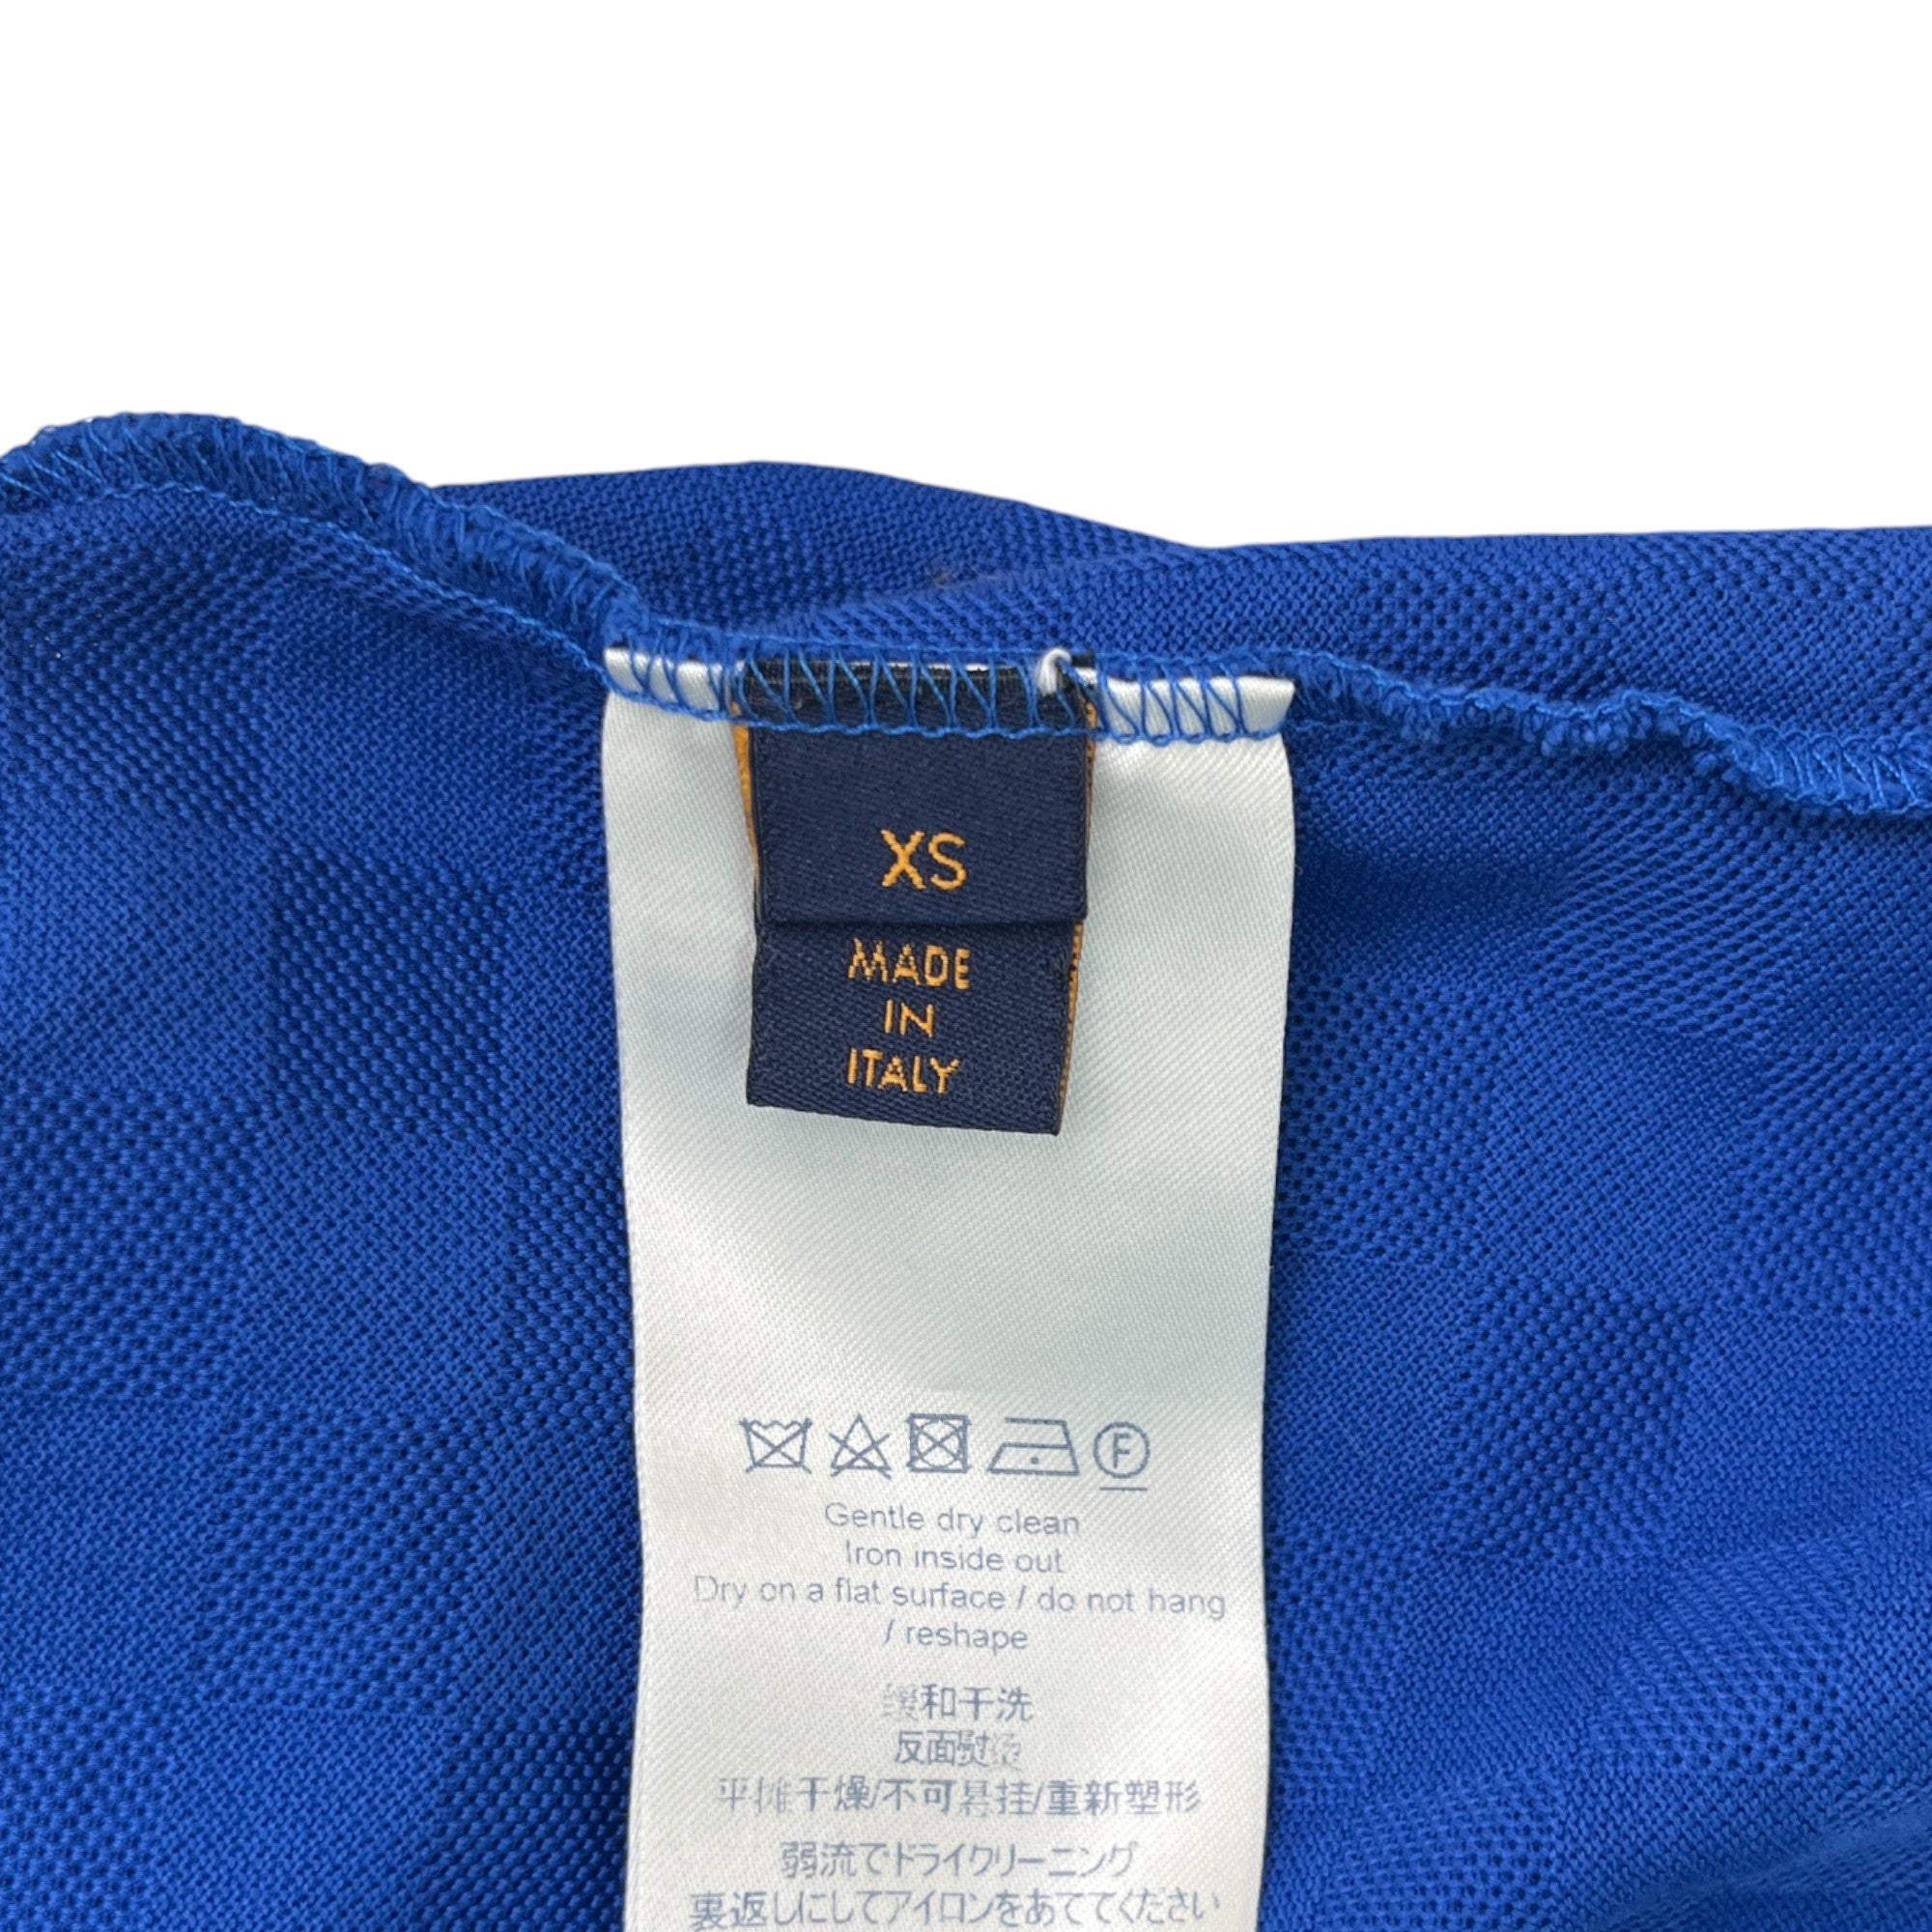 XS
MADE
IN
ITALY
F
Gentle dry clean
Iron inside out
Dry on a flat surface / do not hang
/ reshape
缓和干洗
反面熨烫
平摊干燥/不可悬挂/重新塑形
弱流でドライクリーニング
裏返しにしてアイロンをあててください